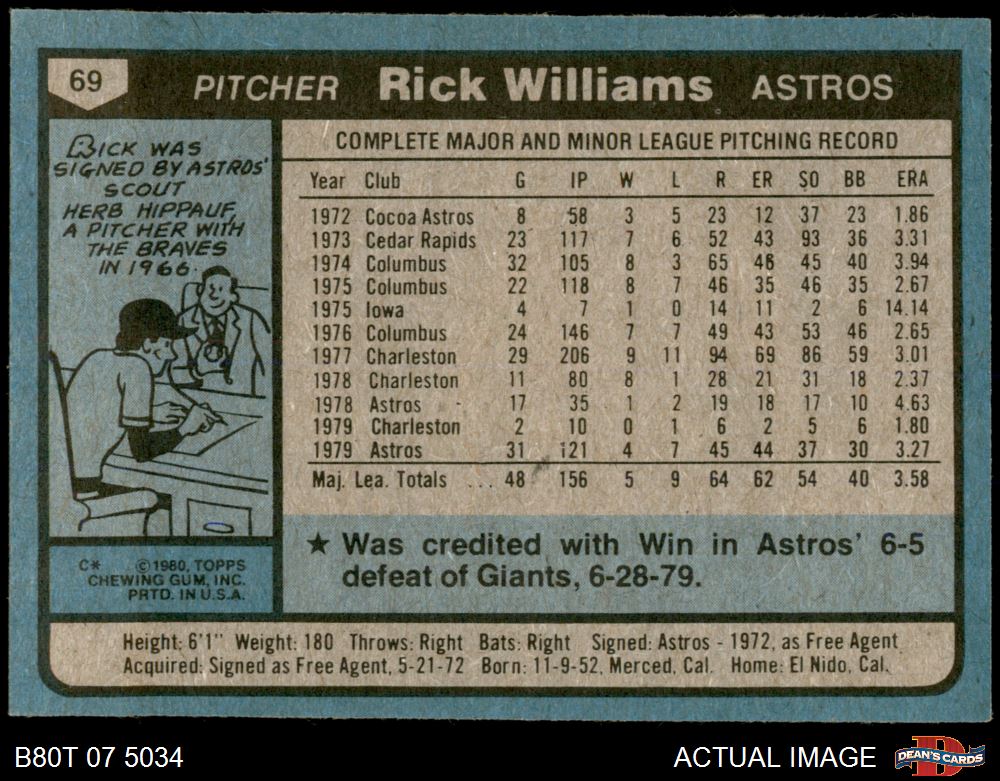 69 PITCHER Rick Williams ASTROS
RICK WAS
SIGNED BY ASTROS'
SCOUT
HERB HIPPAUF,
A PITCHER WITH
THE BRAVES
IN 1966.
COMPLETE MAJOR AND MINOR LEAGUE PITCHING RECORD
Year Club G IP W L R ER SO BB ERA
1972 Cocoa Astros 8 58 3 5 23 12 37 23 1.86
1973 Cedar Rapids 23 117 7 6 52 43 93 36 3.31
1974 Columbus 32 105 8 3 65 46 45 40 3.94
1975 Columbus 22 118 8 7 46 35 46 35 2.67
1975 Iowa 4 7 1 0 14 11 2 6 14.14
1976 Columbus 24 146 7 7 49 43 53 46 2.65
1977 Charleston 29 206 9 11 94 69 86 59 3.01
1978 Charleston 11 80 8 1 28 21 31 18 2.37
1978 Astros 17 35 1 2 19 18 17 10 4.63
1979 Charleston 2 10 0 1 6 2 5 6 1.80
1979 Astros 31 121 4 7 45 44 37 30 3.27
Maj. Lea. Totals ... 48 156 5 9 64 62 54 40 3.58
★ Was credited with Win in Astros' 6-5
defeat of Giants, 6-28-79.
C* ©1980, TOPPS
CHEWING GUM, INC.
PRTD. IN U.S.A.
Height: 6'1" Weight: 180 Throws: Right Bats: Right Signed: Astros - 1972, as Free Agent
Acquired: Signed as Free Agent, 5-21-72 Born: 11-9-52, Merced, Cal. Home: El Nido, Cal.
B80T 07 5034 ACTUAL IMAGE
D
DEAN'S CARDS